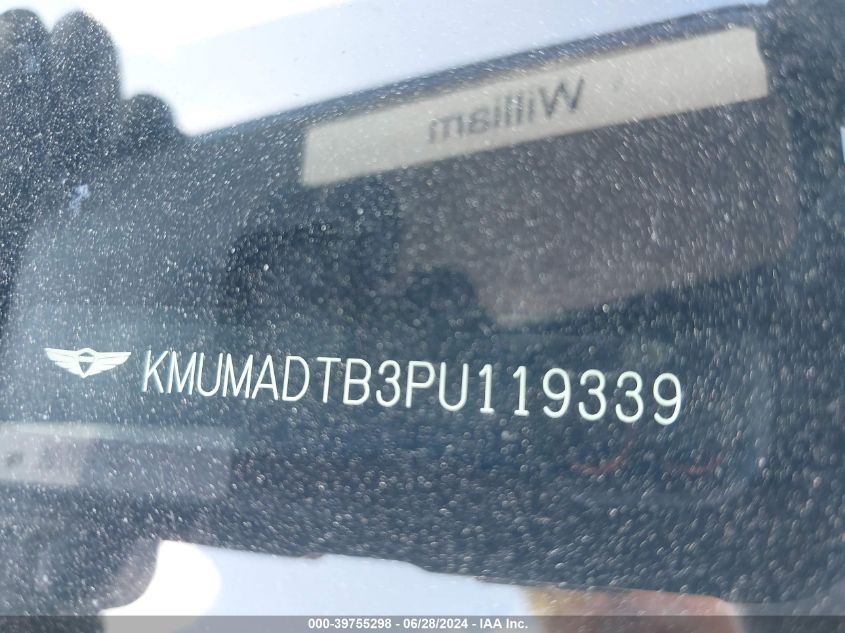 William
KMUMADTB3PU119339
000-39755298 - 06/28/2024 - IAA Inc.